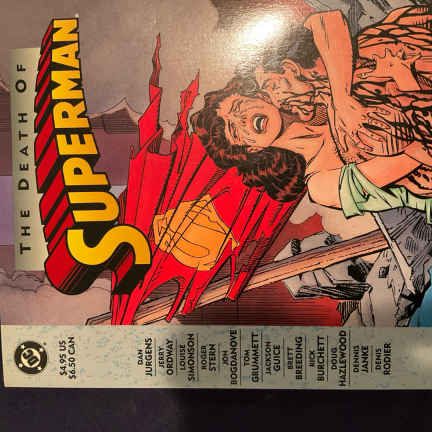 THE DEATH OF
SUPERMAN
DC
$4.95 US
$6.50 CAN
DAN
JURGENS
JERRY
ORDWAY
LOUISE
SIMONSON
ROGER
STERN
JON
BOGDANOVE
TOM
GRUMMETT
JACKSON
GUICE
BRETT
BREEDING
RICK
BURCHETT
DOUG
HAZLEWOOD
DENNIS
JANKE
DENIS
RODIER